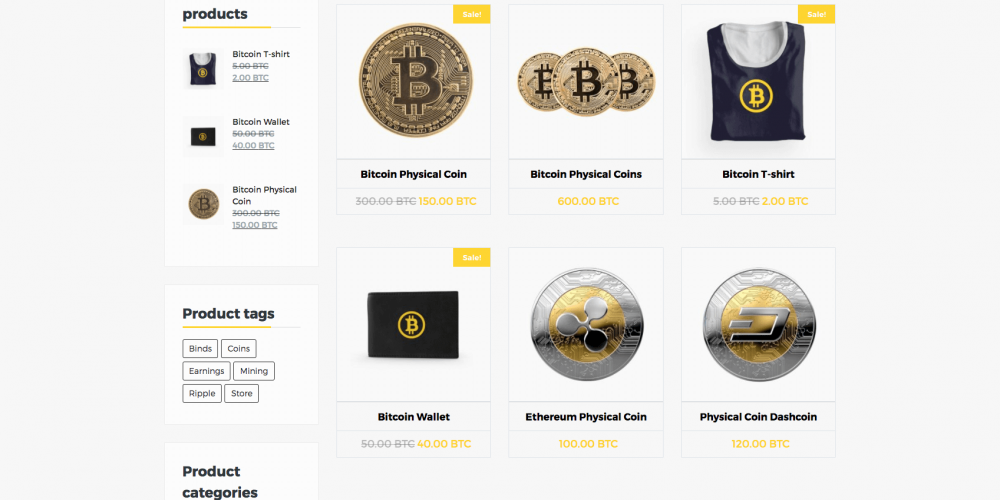 products
Bitcoin T-shirt
5.00 BTC
2.00 BTC
Bitcoin Wallet
50.00 BTC
40.00 BTC
Bitcoin Physical
Coin
300.00 BTC
150.00 BTC
Product tags
Binds
Coins
Earnings
Mining
Ripple
Store
Product
categories
Sale!
Bitcoin Physical Coin
300.00 BTC 150.00 BTC
Bitcoin Physical Coins
600.00 BTC
Sale!
Bitcoin T-shirt
5.00 BTC 2.00 BTC
Sale!
Bitcoin Wallet
50.00 BTC 40.00 BTC
Ethereum Physical Coin
100.00 BTC
Physical Coin Dashcoin
120.00 BTC